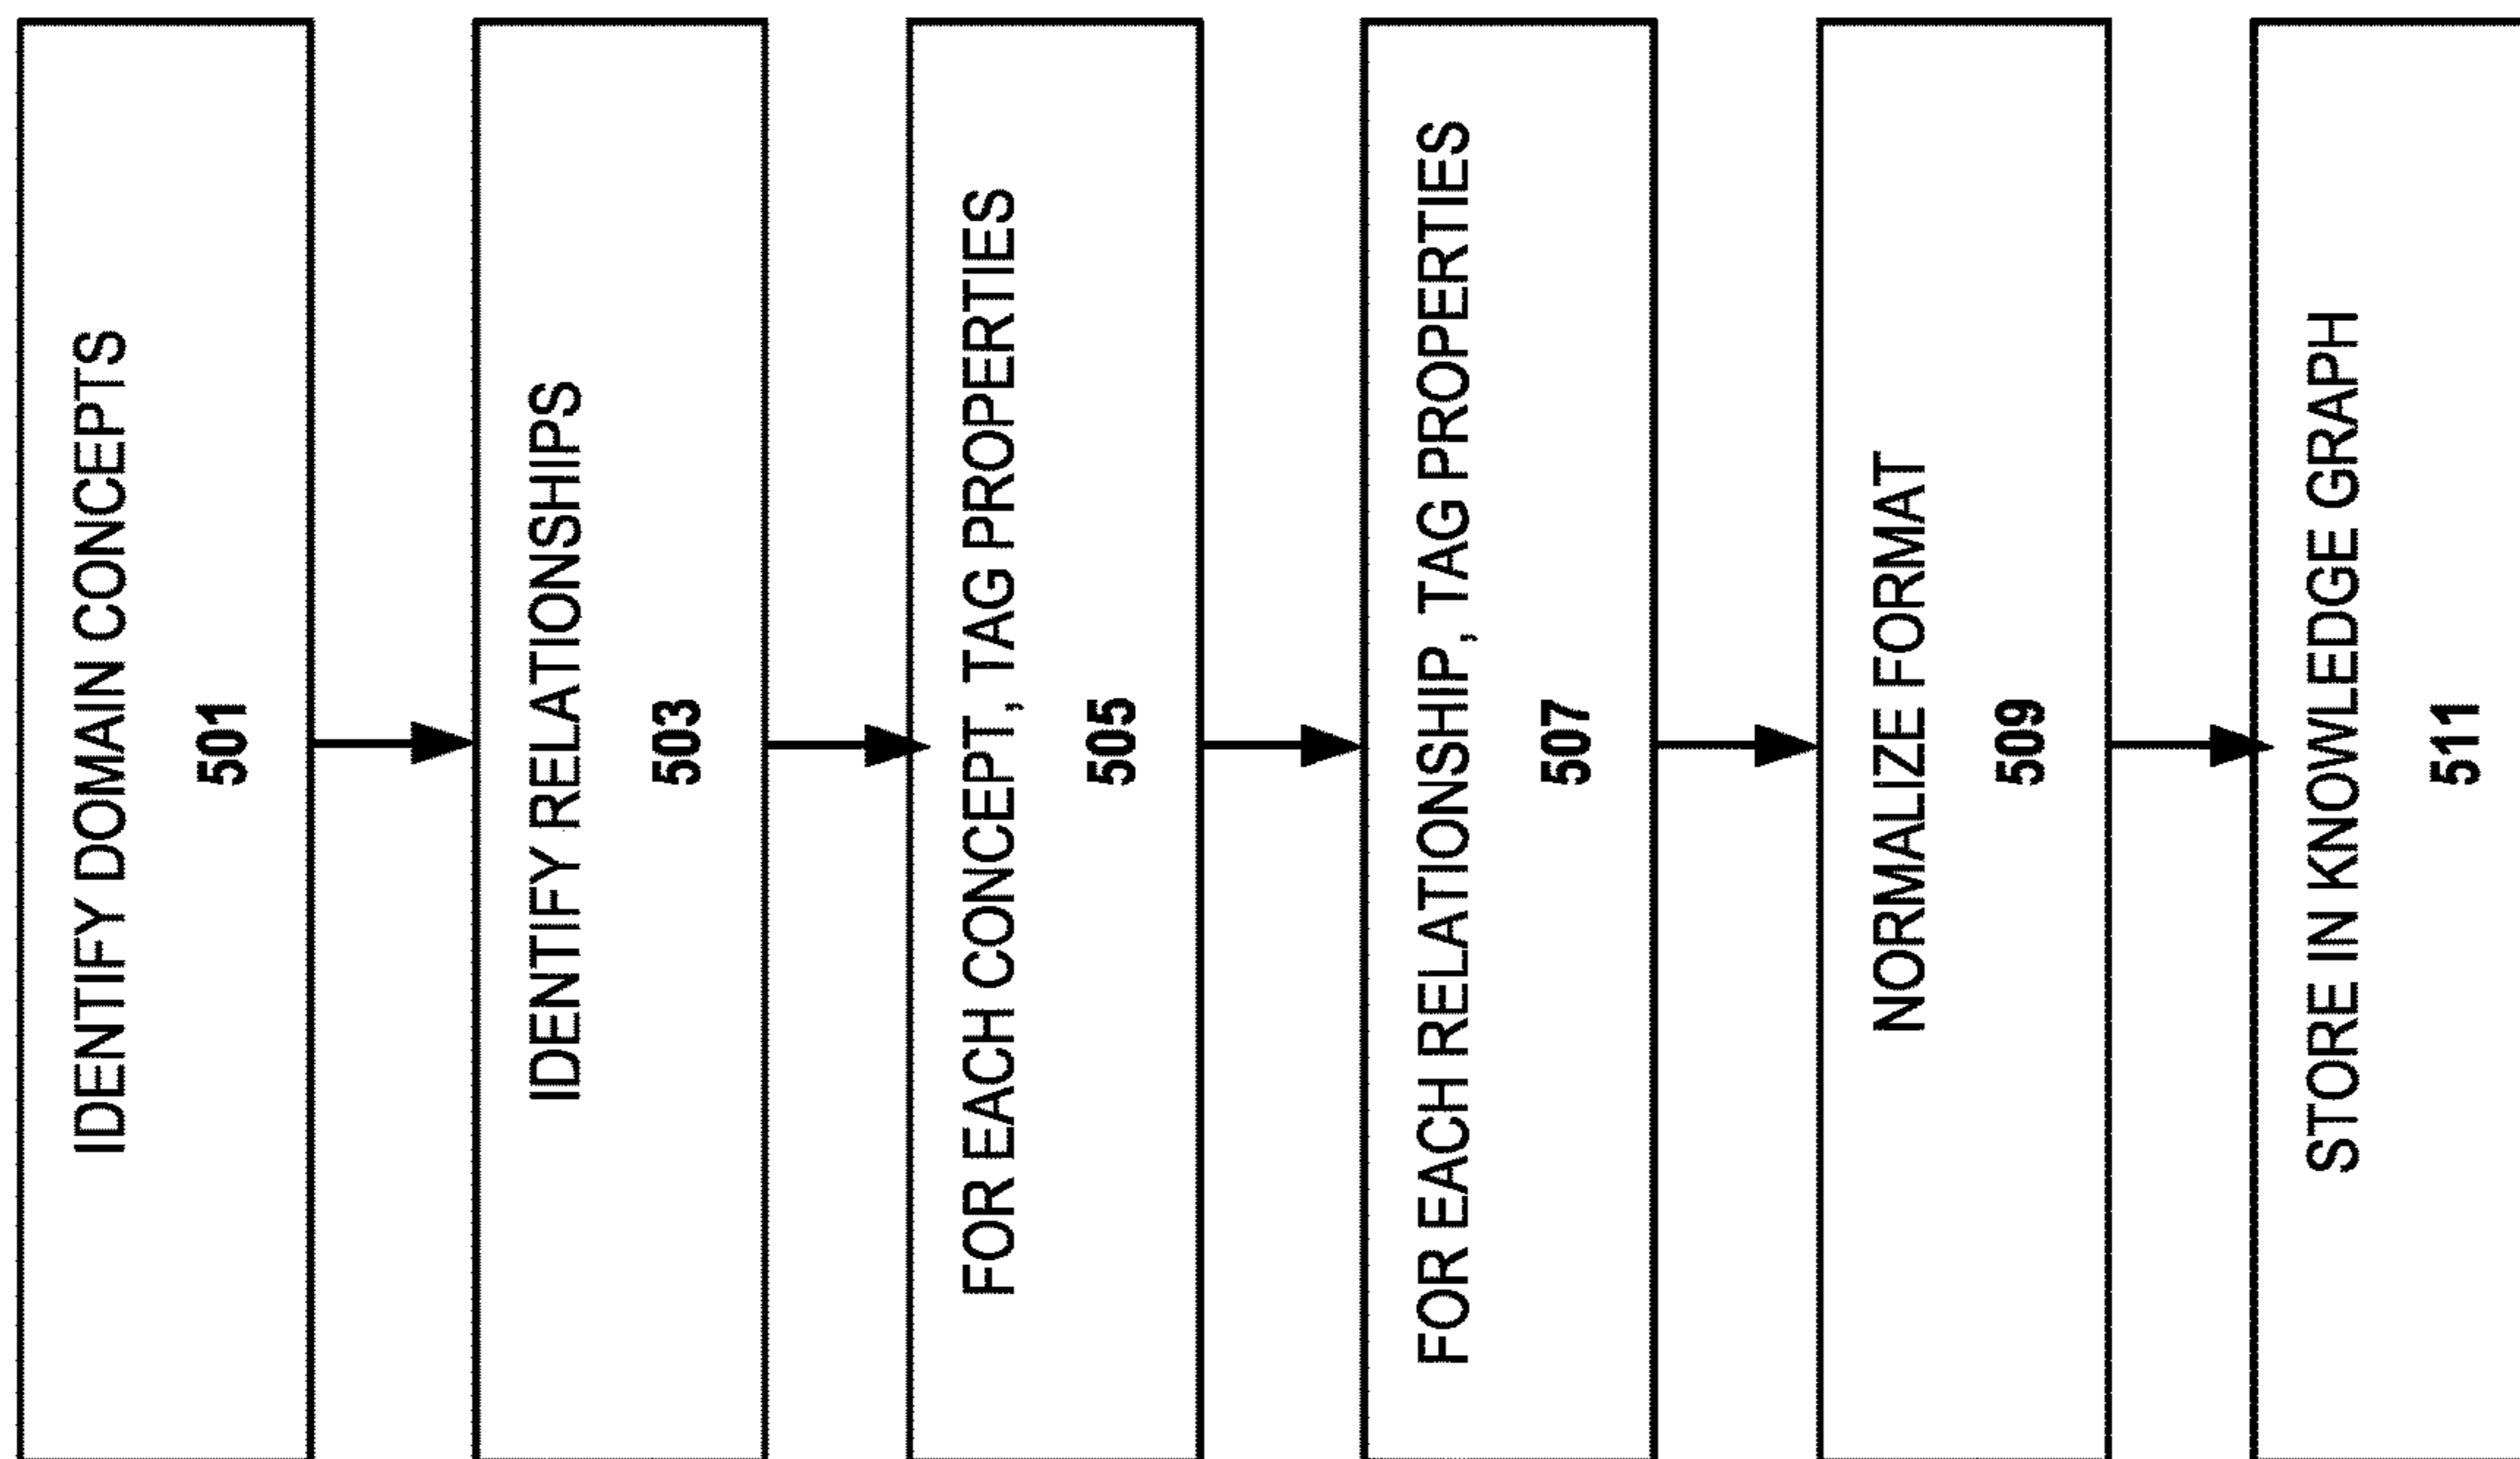 IDENTIFY DOMAIN CONCEPTS
501
IDENTIFY RELATIONSHIPS
503
FOR EACH CONCEPT, TAG PROPERTIES
505
FOR EACH RELATIONSHIP, TAG PROPERTIES
507
NORMALIZE FORMAT
509
STORE IN KNOWLEDGE GRAPH
511